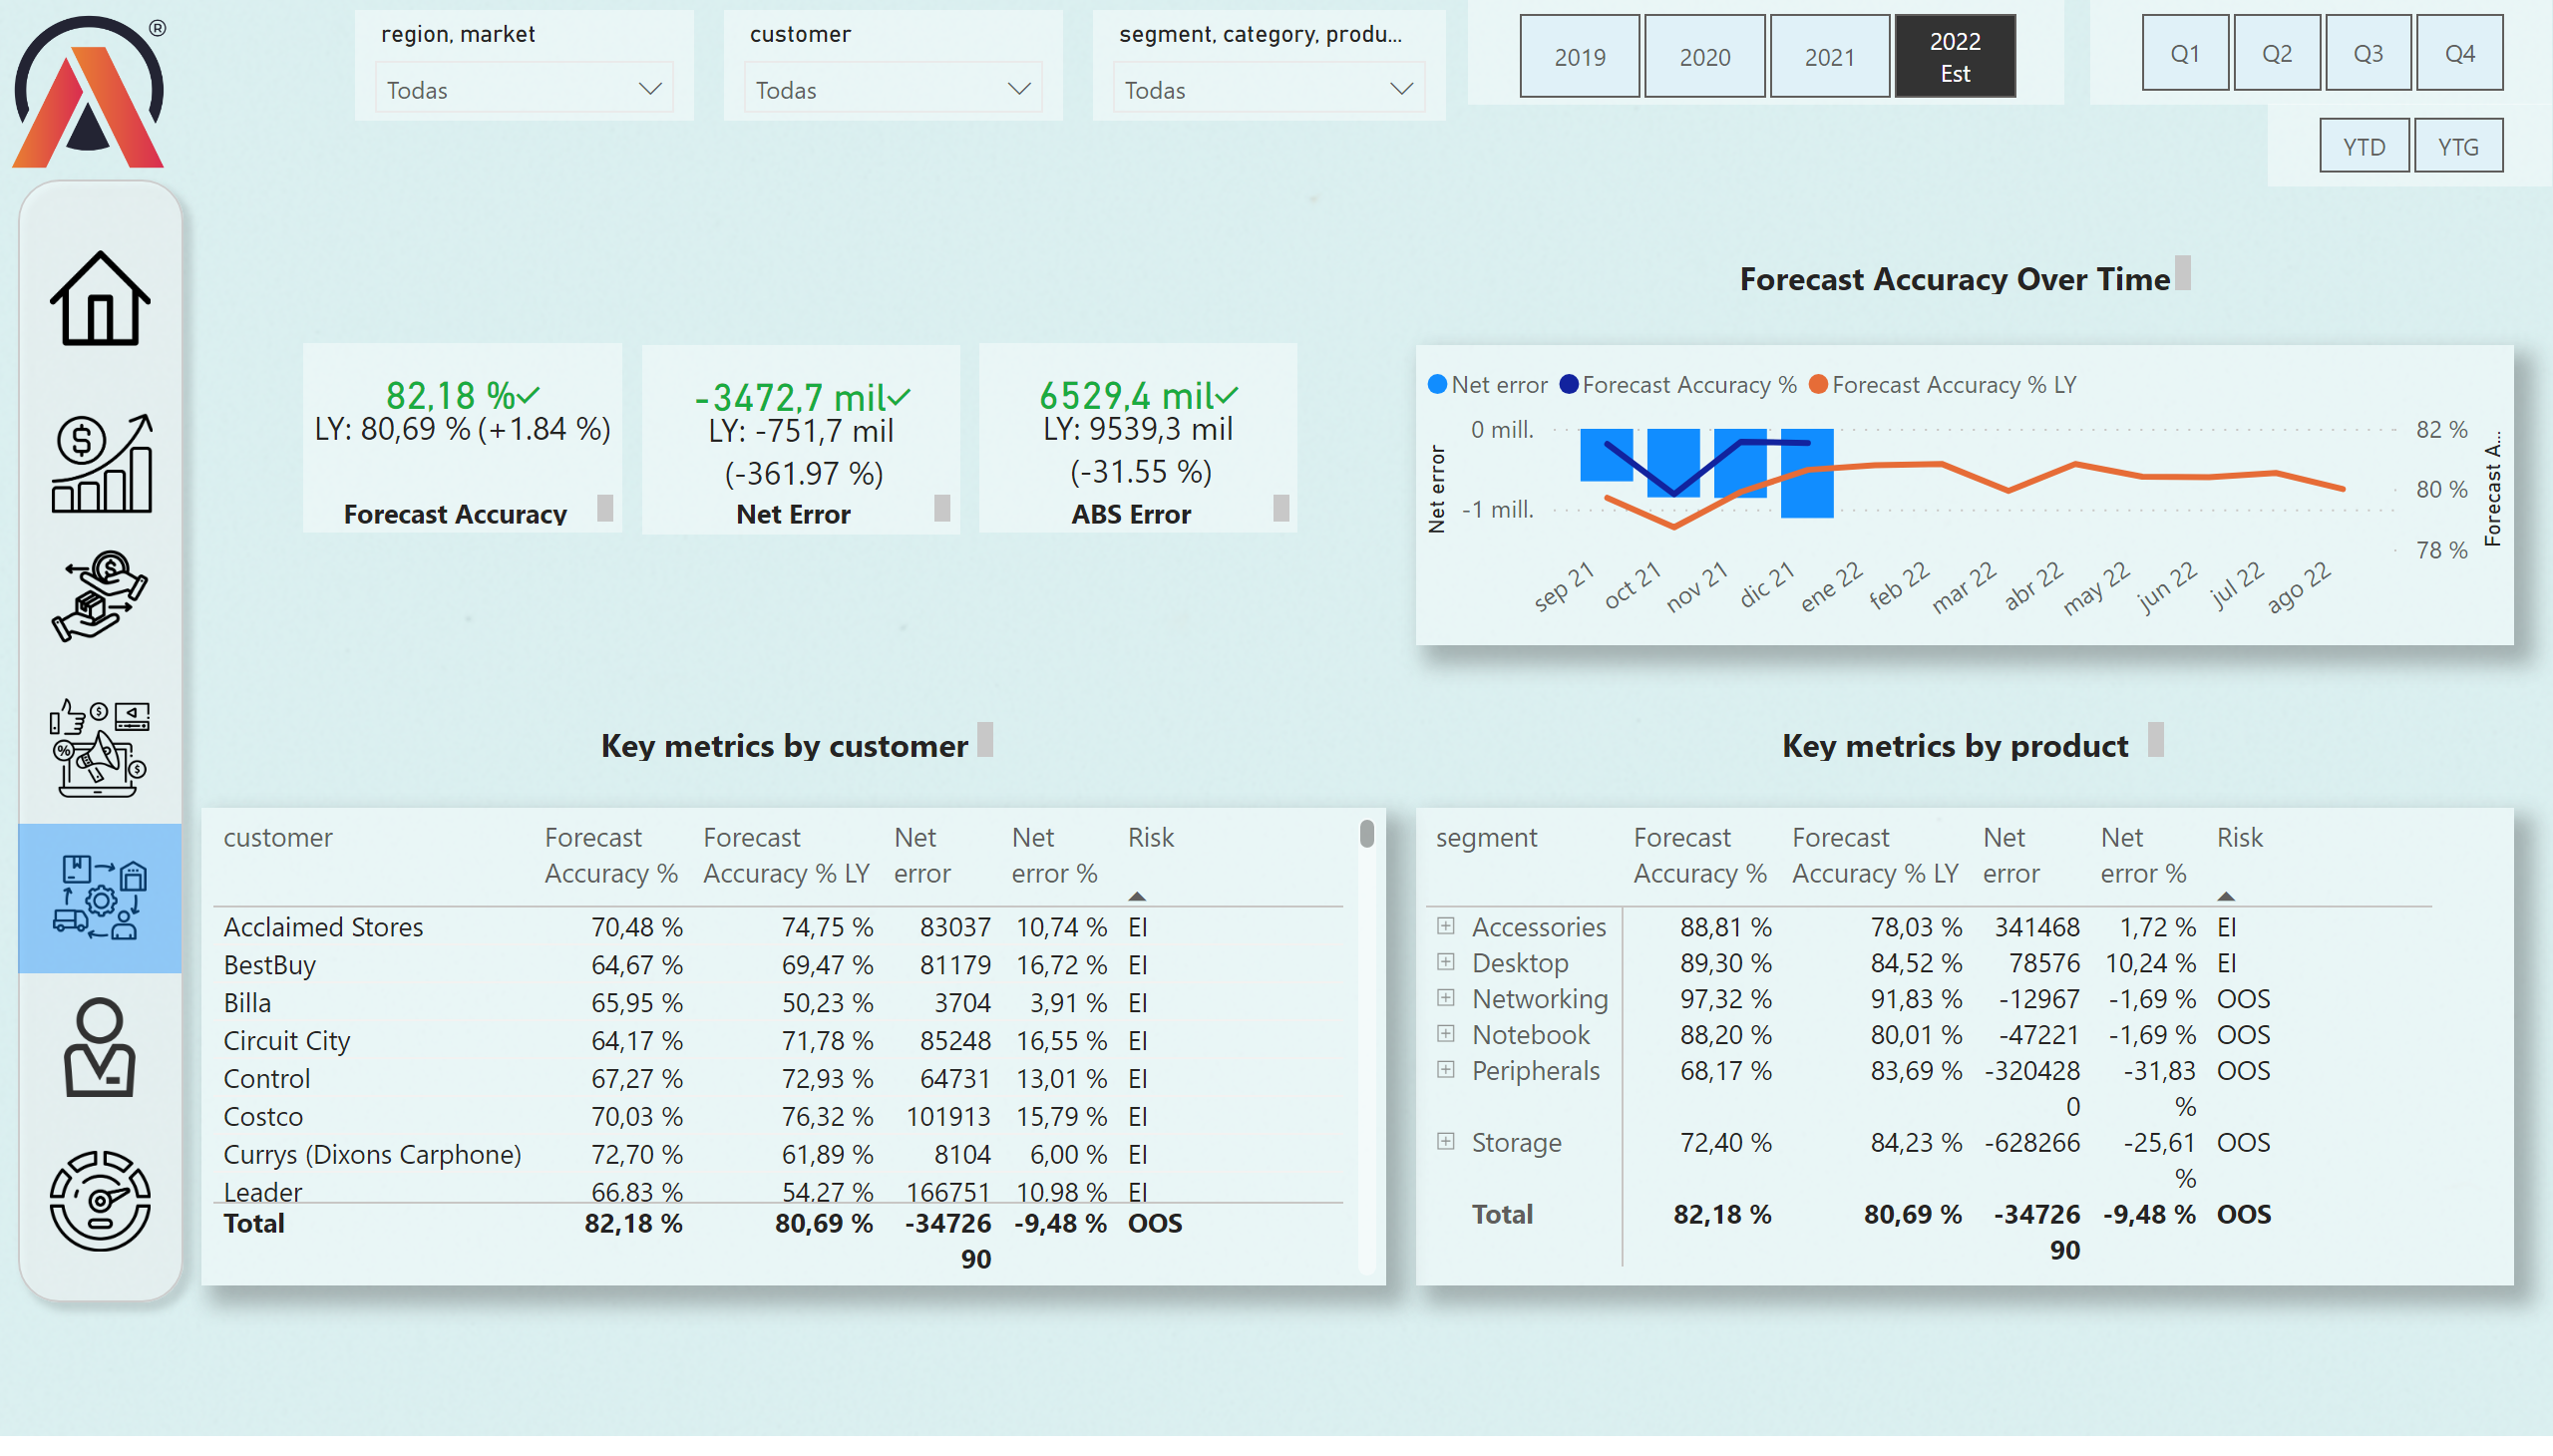 ®
region, market
Todas
customer
Todas
segment, category, produ...
Todas
2019
2020
2021
2022
Est
Q1
Q2
Q3
Q4
YTD
YTG
82,18 %
LY: 80,69 % (+1.84 %)
Forecast Accuracy
-3472,7 mil
LY: -751,7 mil
(-361.97 %)
Net Error
6529,4 mil
LY: 9539,3 mil
(-31.55 %)
ABS Error
Forecast Accuracy Over Time
Net error Forecast Accuracy % Forecast Accuracy % LY
Net error
0 mill.
-1 mill.
82 %
80 %
78 %
Forecast A...
sep 21 oct 21 nov 21 dic 21 ene 22 feb 22 mar 22 abr 22 may 22 jun 22 jul 22 ago 22
Key metrics by customer
customer Forecast Forecast Net Net Risk
Accuracy % Accuracy % LY error error %
Acclaimed Stores 70,48 % 74,75 % 83037 10,74 % EI
BestBuy 64,67 % 69,47 % 81179 16,72 % EI
Billa 65,95 % 50,23 % 3704 3,91 % EI
Circuit City 64,17 % 71,78 % 85248 16,55 % EI
Control 67,27 % 72,93 % 64731 13,01 % EI
Costco 70,03 % 76,32 % 101913 15,79 % EI
Currys (Dixons Carphone) 72,70 % 61,89 % 8104 6,00 % EI
Leader 66,83 % 54,27 % 166751 10,98 % EI
Total 82,18 % 80,69 % -34726 -9,48 % OOS
90
Key metrics by product
segment Forecast Forecast Net Net Risk
Accuracy % Accuracy % LY error error %
Accessories 88,81 % 78,03 % 341468 1,72 % EI
Desktop 89,30 % 84,52 % 78576 10,24 % EI
Networking 97,32 % 91,83 % -12967 -1,69 % OOS
Notebook 88,20 % 80,01 % -47221 -1,69 % OOS
Peripherals 68,17 % 83,69 % -320428 -31,83 OOS
0 %
Storage 72,40 % 84,23 % -628266 -25,61 OOS
%
Total 82,18 % 80,69 % -34726 -9,48 % OOS
90